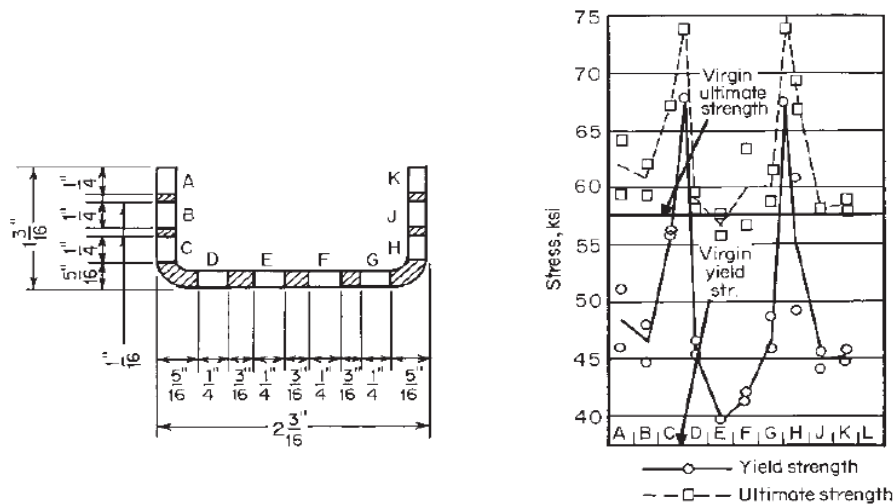 75
70
65
60
55
50
45
40
Stress, ksi
Virgin
ultimate
strength
Virgin
yield
str.
A B C D E F G H J K L
Yield strength
Ultimate strength
A
B
C
D
E
F
G
H
J
K
1 3/16"
1/4"
1/4"
1/4"
5/16"
1/16"
5/16" 1/4" 3/16" 1/4" 3/16" 1/4" 3/16" 1/4" 5/16"
2 3/16"